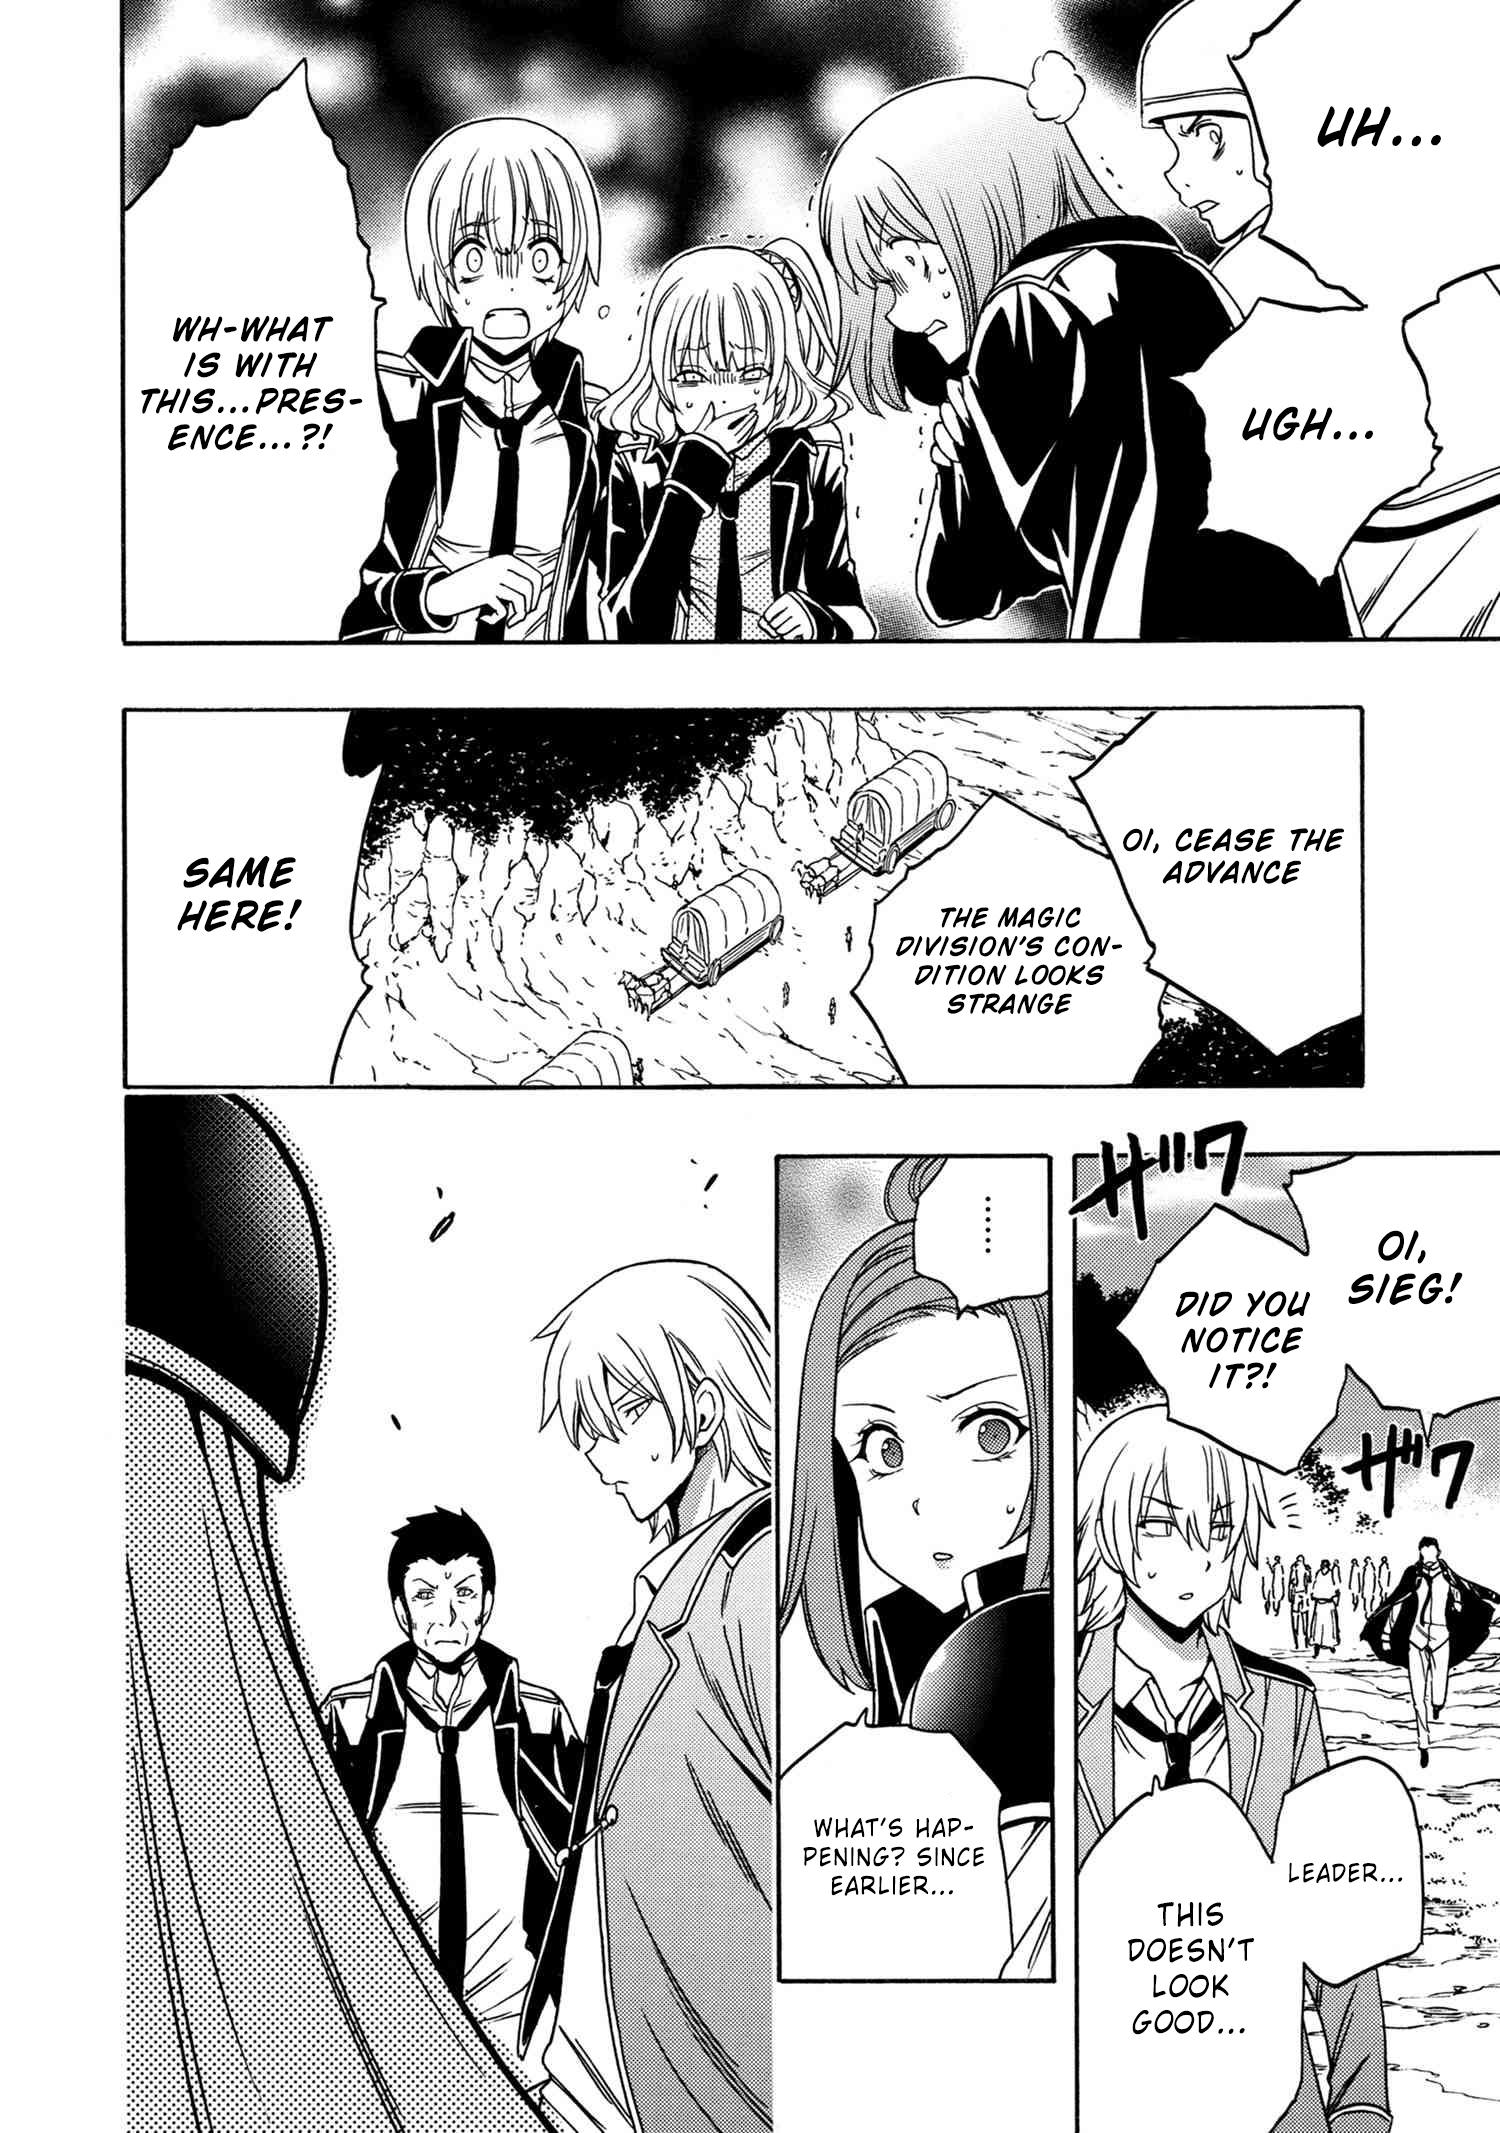 UH...
UGH...
WH-WHAT
IS WITH
THIS...PRES-
ENCE...?!
OI, CEASE THE
ADVANCE
THE MAGIC
DIVISION'S CON-
DITION LOOKS
STRANGE
SAME
HERE!
ザッ
OI,
SIEG!
DID YOU
NOTICE
IT?!
ザッ
LEADER...
THIS
DOESN'T
LOOK
GOOD...
......
WHAT'S HAP-
PENING? SINCE
EARLIER...